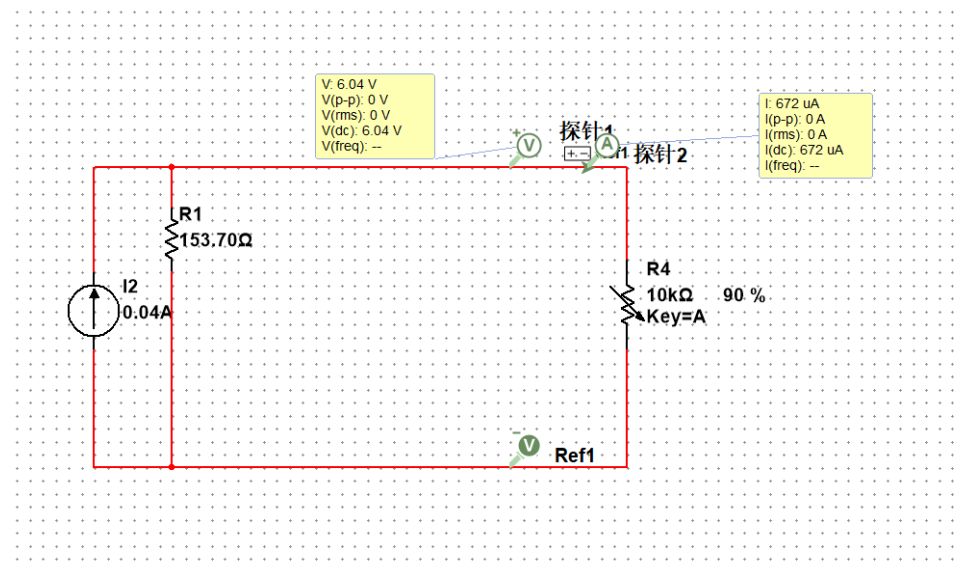 V: 6.04 V
V(p-p): 0 V
V(rms): 0 V
V(dc): 6.04 V
V(freq): --
I: 672 uA
I(p-p): 0 A
I(rms): 0 A
I(dc): 672 uA
I(freq): --
+
V
探针1
A
+ -
探针2
R1
153.70Ω
I2
0.04A
R4
10kΩ 90 %
Key=A
-
V
Ref1